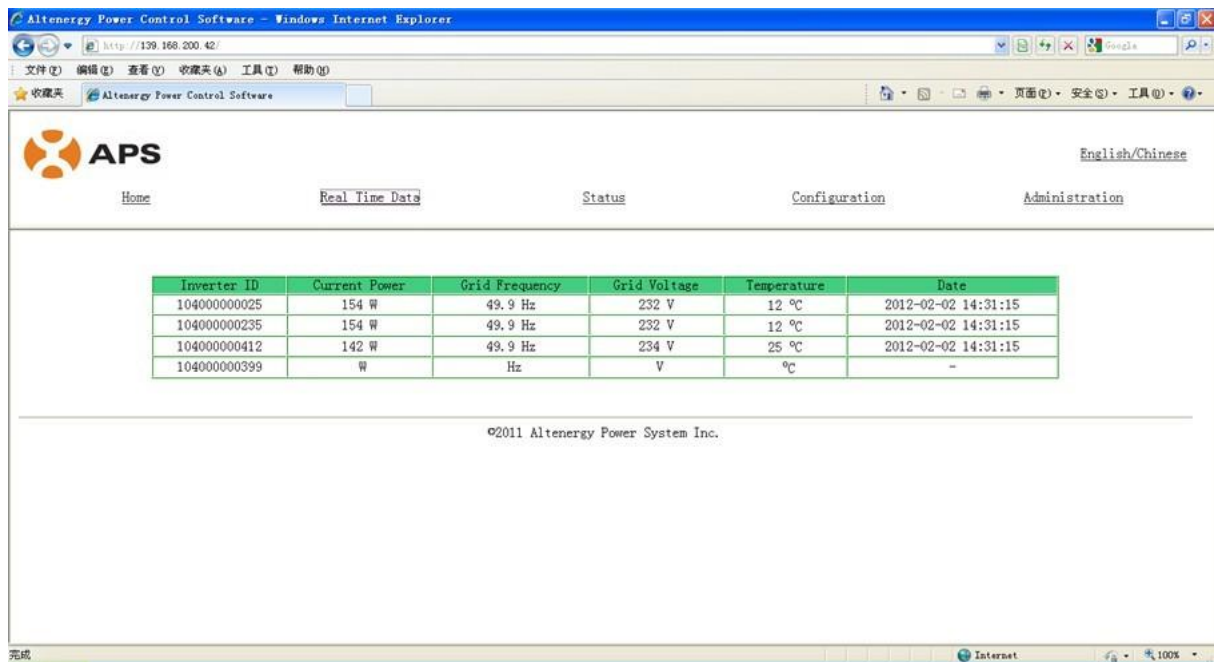 Altenergy Power Control Software - Windows Internet Explorer
http://139.168.200.42/
Google
文件(F) 编辑(E) 查看(V) 收藏夹(A) 工具(T) 帮助(H)
收藏夹 Altenergy Power Control Software 页面(P) 安全(S) 工具(O)
APS
English/Chinese
Home Real Time Data Status Configuration Administration
Inverter ID Current Power Grid Frequency Grid Voltage Temperature Date
104000000025 154 W 49.9 Hz 232 V 12 ºC 2012-02-02 14:31:15
104000000235 154 W 49.9 Hz 232 V 12 ºC 2012-02-02 14:31:15
104000000412 142 W 49.9 Hz 234 V 25 ºC 2012-02-02 14:31:15
104000000399 W Hz V ºC -
©2011 Altenergy Power System Inc.
完成 Internet 100%